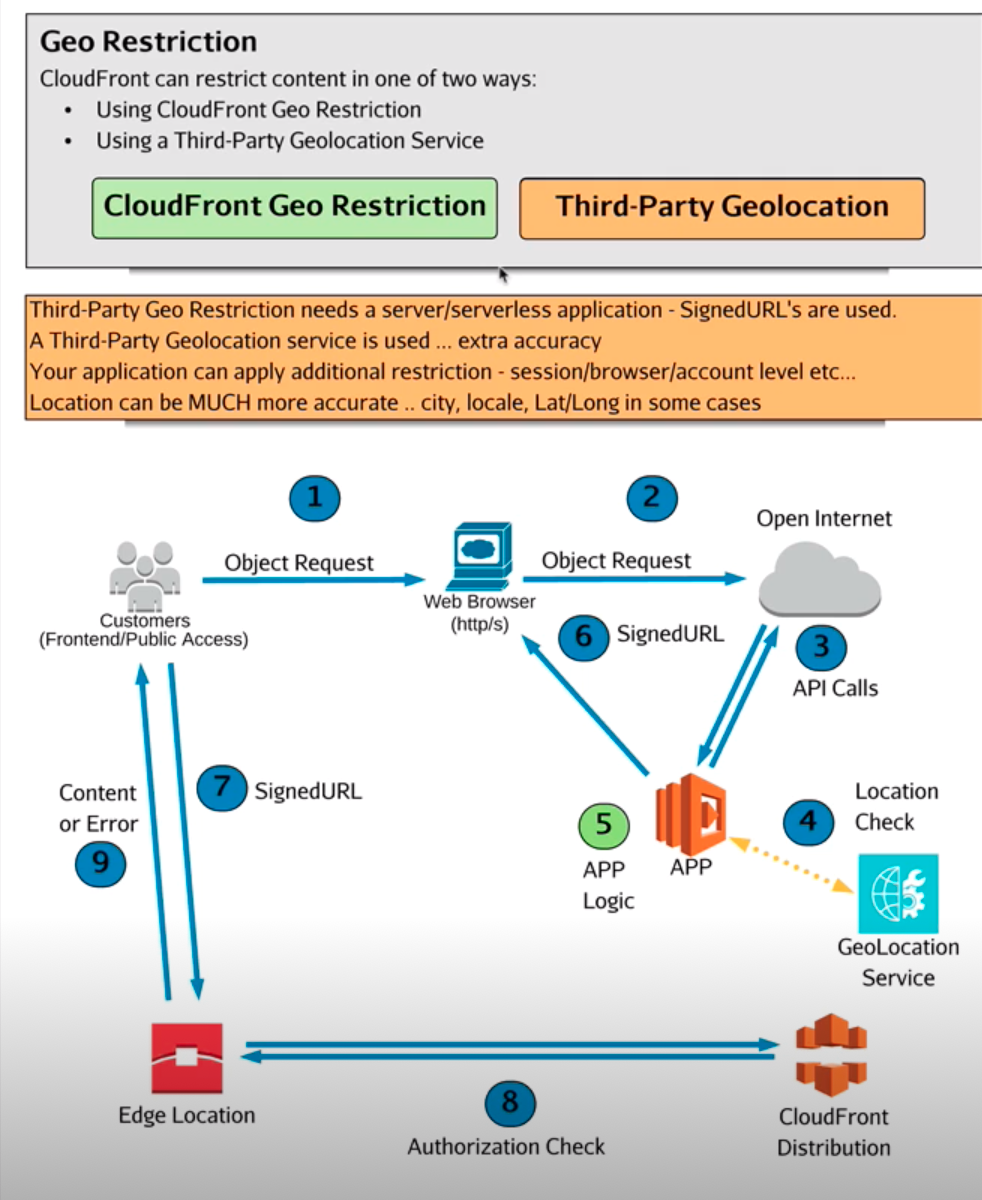 Geo Restriction
CloudFront can restrict content in one of two ways:
• Using CloudFront Geo Restriction
• Using a Third-Party Geolocation Service
CloudFront Geo Restriction
Third-Party Geolocation
Third-Party Geo Restriction needs a server/serverless application - SignedURL's are used.
A Third-Party Geolocation service is used ... extra accuracy
Your application can apply additional restriction - session/browser/account level etc...
Location can be MUCH more accurate .. city, locale, Lat/Long in some cases
1
Object Request
2
Object Request
Open Internet
Customers
(Frontend/Public Access)
Web Browser
(http/s)
6
SignedURL
3
API Calls
7
SignedURL
Content
or Error
9
5
APP
Logic
APP
4
Location
Check
GeoLocation
Service
Edge Location
8
Authorization Check
CloudFront
Distribution